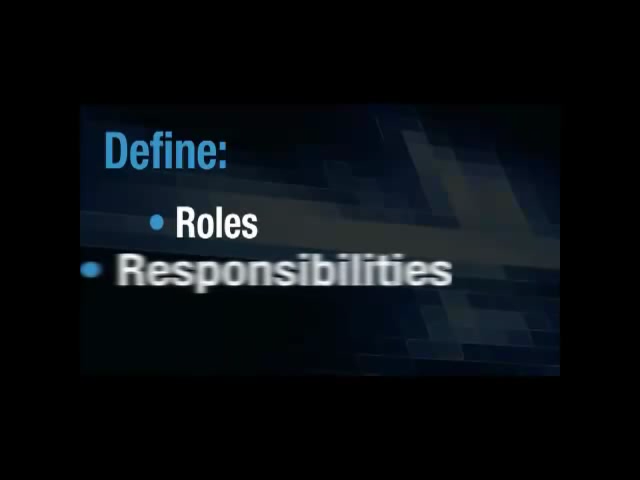 Define:
• Roles
• Responsibilities